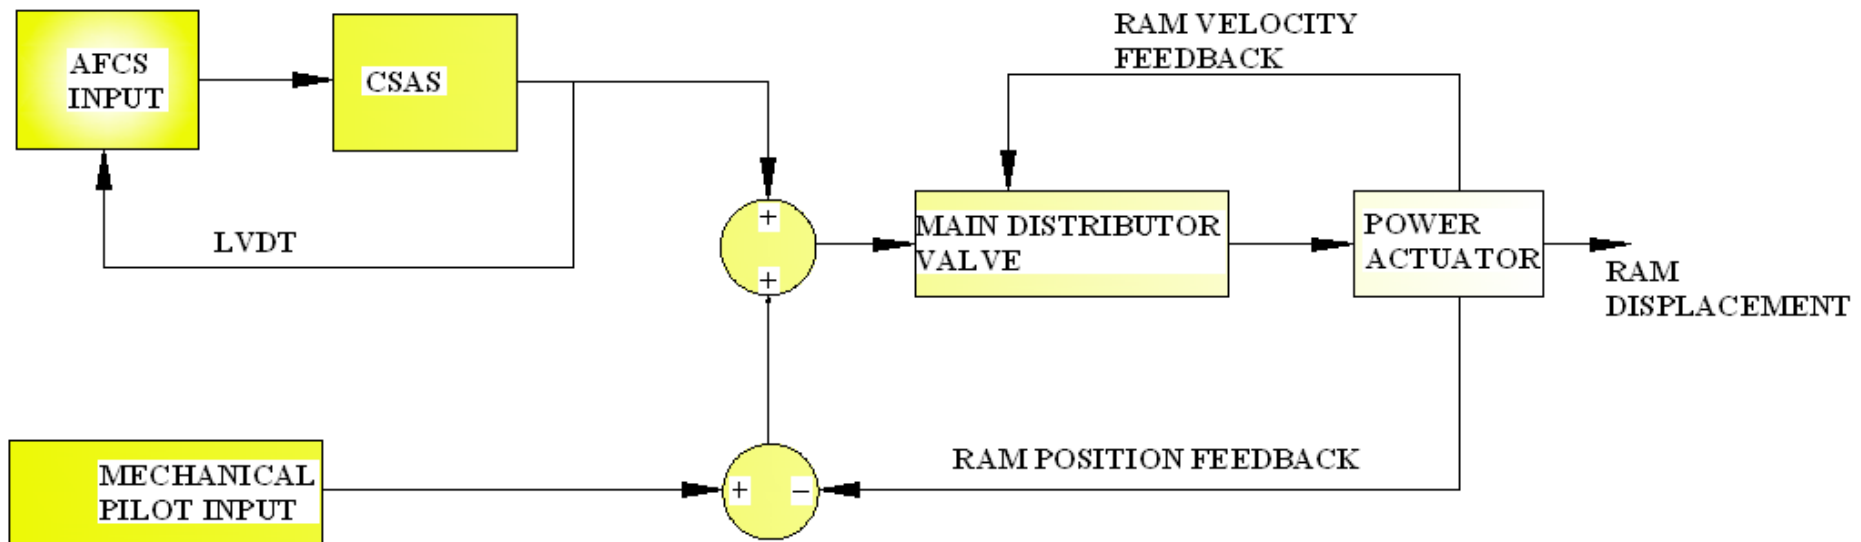 RAM VELOCITY
FEEDBACK
AFCS
INPUT
CSAS
LVDT
+
+
MAIN DISTRIBUTOR
VALVE
POWER
ACTUATOR
RAM
DISPLACEMENT
MECHANICAL
PILOT INPUT
+
−
RAM POSITION FEEDBACK